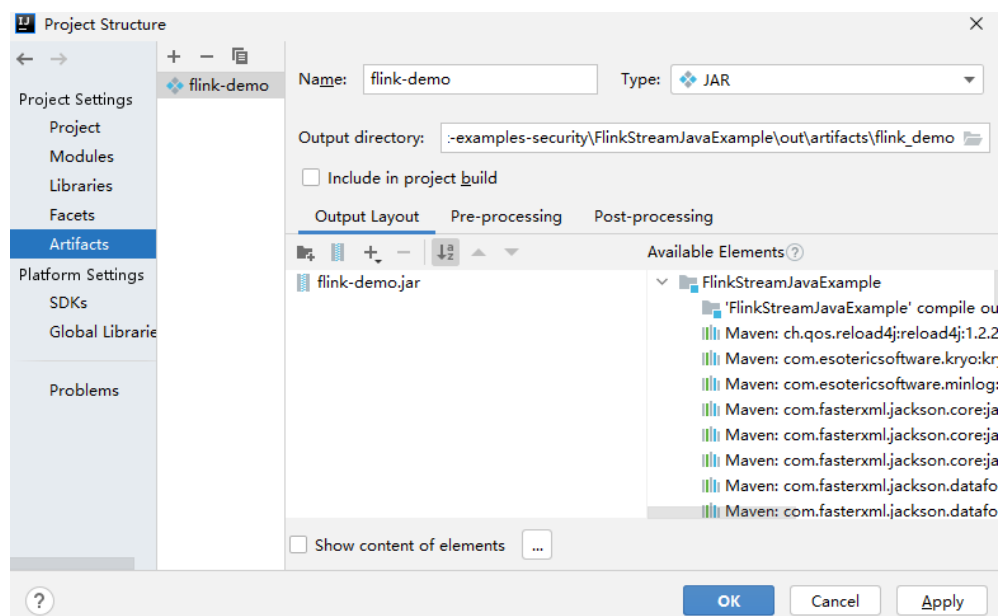 Project Structure
Project Settings
Project
Modules
Libraries
Facets
Artifacts
Platform Settings
SDKs
Global Librarie
Problems
flink-demo
Name: flink-demo
Type: JAR
Output directory: :-examples-security\FlinkStreamJavaExample\out\artifacts\flink_demo
Include in project build
Output Layout Pre-processing Post-processing
Available Elements ?
flink-demo.jar
FlinkStreamJavaExample
'FlinkStreamJavaExample' compile ou
Maven: ch.qos.reload4j:reload4j:1.2.2
Maven: com.esotericsoftware.kryo:kr
Maven: com.esotericsoftware.minlog:
Maven: com.fasterxml.jackson.core:ja
Maven: com.fasterxml.jackson.core:ja
Maven: com.fasterxml.jackson.core:ja
Maven: com.fasterxml.jackson.datafo
Maven: com.fasterxml.jackson.datafo
Show content of elements ...
? OK Cancel Apply